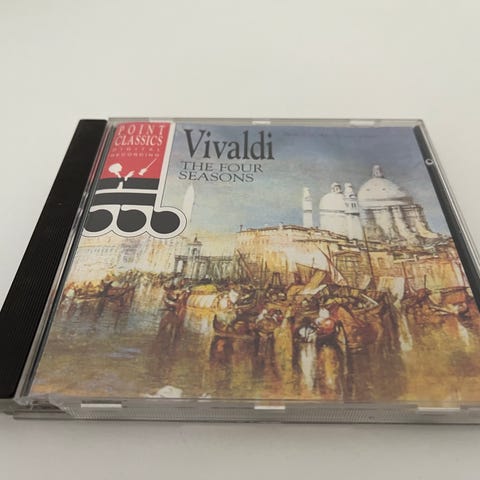 POINT
CLASSICS
DIGITAL
RECORDING
Vivaldi
THE FOUR
SEASONS